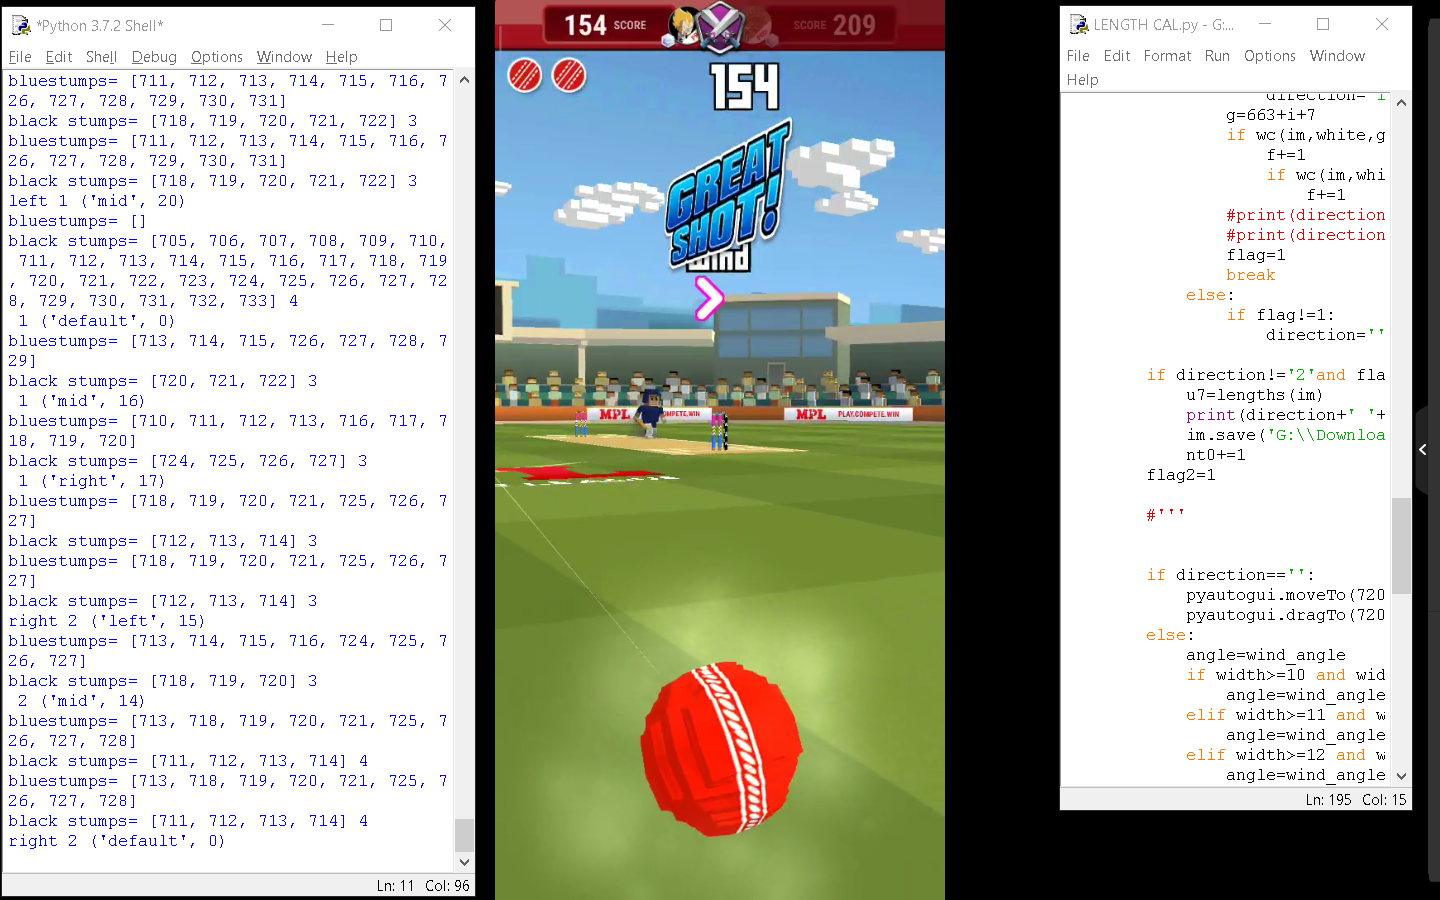 *Python 3.7.2 Shell*
File Edit Shell Debug Options Window Help
bluestumps= [711, 712, 713, 714, 715, 716, 7
26, 727, 728, 729, 730, 731]
black stumps= [718, 719, 720, 721, 722] 3
bluestumps= [711, 712, 713, 714, 715, 716, 7
26, 727, 728, 729, 730, 731]
black stumps= [718, 719, 720, 721, 722] 3
left 1 ('mid', 20)
bluestumps= []
black stumps= [705, 706, 707, 708, 709, 710,
711, 712, 713, 714, 715, 716, 717, 718, 719
, 720, 721, 722, 723, 724, 725, 726, 727, 72
8, 729, 730, 731, 732, 733] 4
1 ('default', 0)
bluestumps= [713, 714, 715, 726, 727, 728, 7
29]
black stumps= [720, 721, 722] 3
1 ('mid', 16)
bluestumps= [710, 711, 712, 713, 716, 717, 7
18, 719, 720]
black stumps= [724, 725, 726, 727] 3
1 ('right', 17)
bluestumps= [718, 719, 720, 721, 725, 726, 7
27]
black stumps= [712, 713, 714] 3
bluestumps= [718, 719, 720, 721, 725, 726, 7
27]
black stumps= [712, 713, 714] 3
right 2 ('left', 15)
bluestumps= [713, 714, 715, 716, 724, 725, 7
26, 727]
black stumps= [718, 719, 720] 3
2 ('mid', 14)
bluestumps= [713, 718, 719, 720, 721, 725, 7
26, 727, 728]
black stumps= [711, 712, 713, 714] 4
bluestumps= [713, 718, 719, 720, 721, 725, 7
26, 727, 728]
black stumps= [711, 712, 713, 714] 4
right 2 ('default', 0)
Ln: 11 Col: 96
154 SCORE SCORE 209
154
GREAT
SHOT!
wind
MPL COMPETE.WIN
MPL PLAY.COMPETE.WIN
LENGTH CAL.py - G:...
File Edit Format Run Options Window
Help
direction='i
g=663+i+7
if wc(im,white,g
f+=1
if wc(im,whi
f+=1
#print(direction
#print(direction
flag=1
break
else:
if flag!=1:
direction=''
if direction!='2'and fla
u7=lengths(im)
print(direction+' '+
im.save('G:\\Downloa
nt0+=1
flag2=1
#'''
if direction=='':
pyautogui.moveTo(720
pyautogui.dragTo(720
else:
angle=wind_angle
if width>=10 and wid
angle=wind_angle
elif width>=11 and w
angle=wind_angle
elif width>=12 and w
angle=wind_angle
Ln: 195 Col: 15